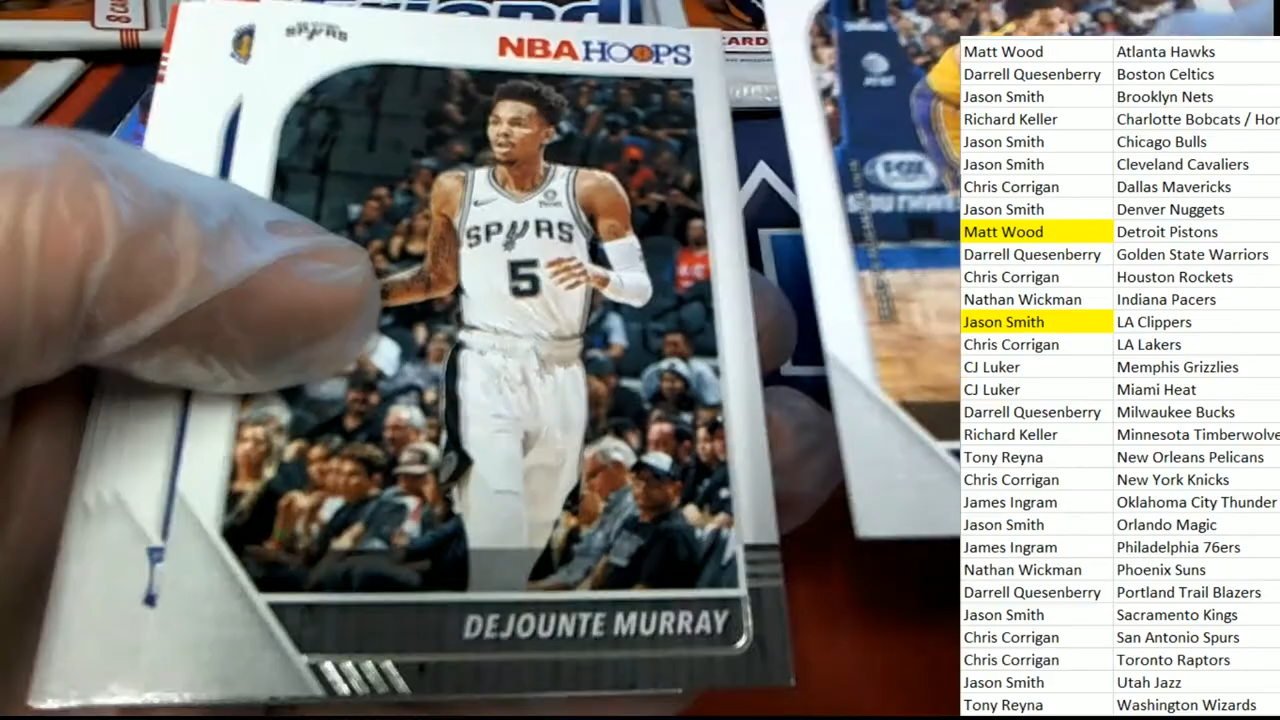 8 CARD
CARD
SPURS
NBA HOOPS
AT&T
FOX
SOUTHWE
SPURS
5
DEJOUNTE MURRAY
Matt Wood Atlanta Hawks
Darrell Quesenberry Boston Celtics
Jason Smith Brooklyn Nets
Richard Keller Charlotte Bobcats / Hor
Jason Smith Chicago Bulls
Jason Smith Cleveland Cavaliers
Chris Corrigan Dallas Mavericks
Jason Smith Denver Nuggets
Matt Wood Detroit Pistons
Darrell Quesenberry Golden State Warriors
Chris Corrigan Houston Rockets
Nathan Wickman Indiana Pacers
Jason Smith LA Clippers
Chris Corrigan LA Lakers
CJ Luker Memphis Grizzlies
CJ Luker Miami Heat
Darrell Quesenberry Milwaukee Bucks
Richard Keller Minnesota Timberwolve
Tony Reyna New Orleans Pelicans
Chris Corrigan New York Knicks
James Ingram Oklahoma City Thunder
Jason Smith Orlando Magic
James Ingram Philadelphia 76ers
Nathan Wickman Phoenix Suns
Darrell Quesenberry Portland Trail Blazers
Jason Smith Sacramento Kings
Chris Corrigan San Antonio Spurs
Chris Corrigan Toronto Raptors
Jason Smith Utah Jazz
Tony Reyna Washington Wizards